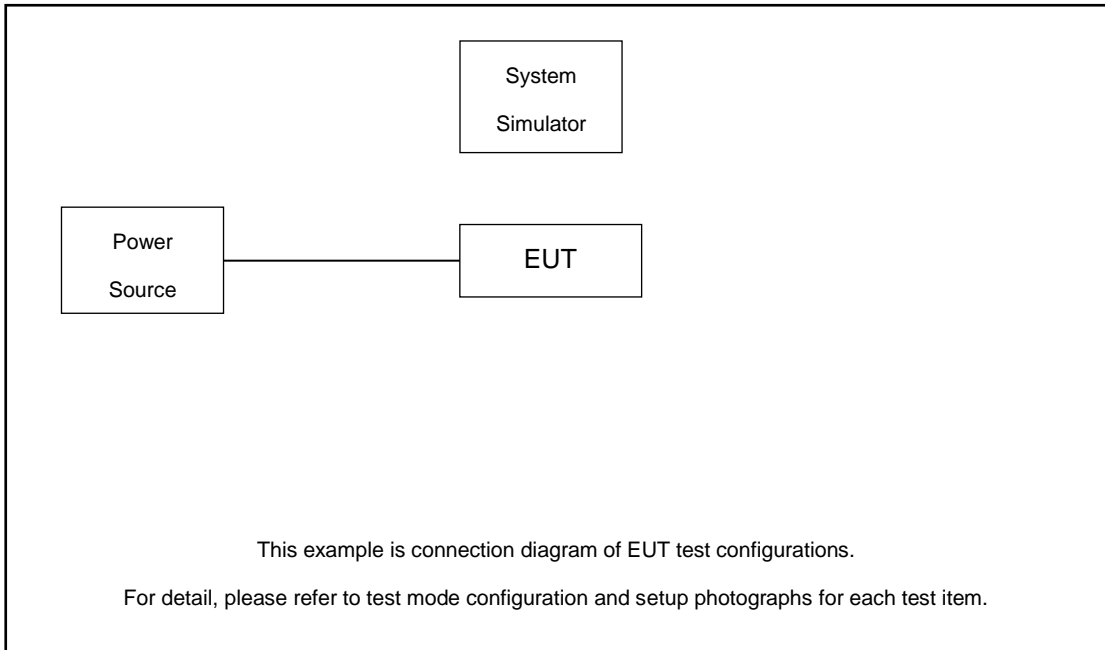 System
Simulator
Power
Source
EUT
This example is connection diagram of EUT test configurations.
For detail, please refer to test mode configuration and setup photographs for each test item.